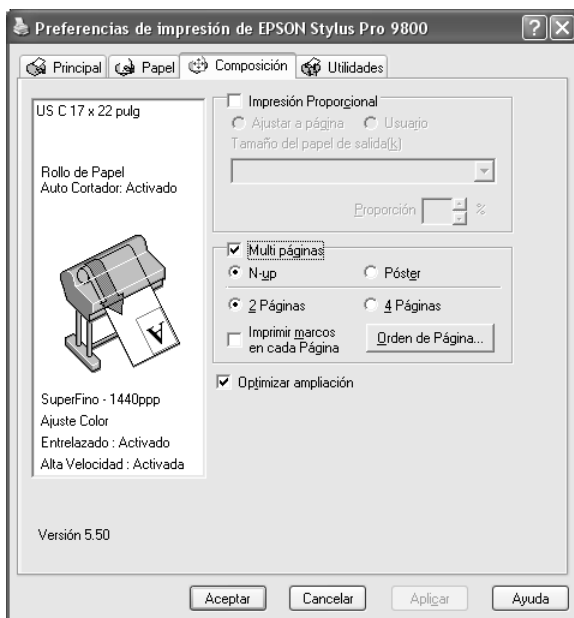 Preferencias de impresión de EPSON Stylus Pro 9800
Principal
Papel
Composición
Utilidades
US C 17 x 22 pulg
Rollo de Papel
Auto Cortador: Activado
A
SuperFino - 1440ppp
Ajuste Color
Entrelazado : Activado
Alta Velocidad : Activada
Versión 5.50
Impresión Proporcional
Ajustar a página
Usuario
Tamaño del papel de salida(k)
Proporción
%
Multi páginas
N-up
Póster
2 Páginas
4 Páginas
Imprimir marcos
en cada Página
Orden de Página...
Optimizar ampliación
Aceptar
Cancelar
Aplicar
Ayuda